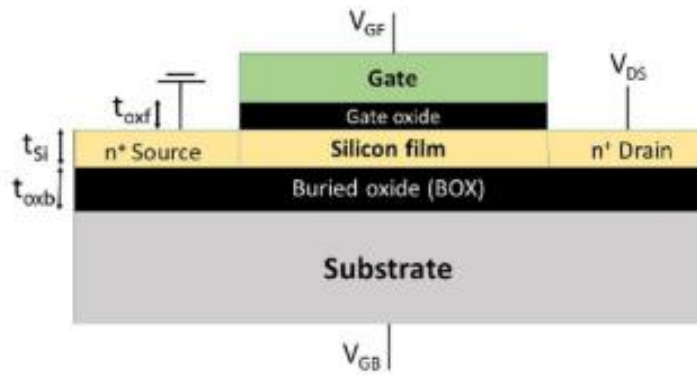 V_GF
Gate
V_DS
t_oxf
Gate oxide
t_Si
n⁺ Source
Silicon film
n⁺ Drain
t_oxb
Buried oxide (BOX)
Substrate
V_GB